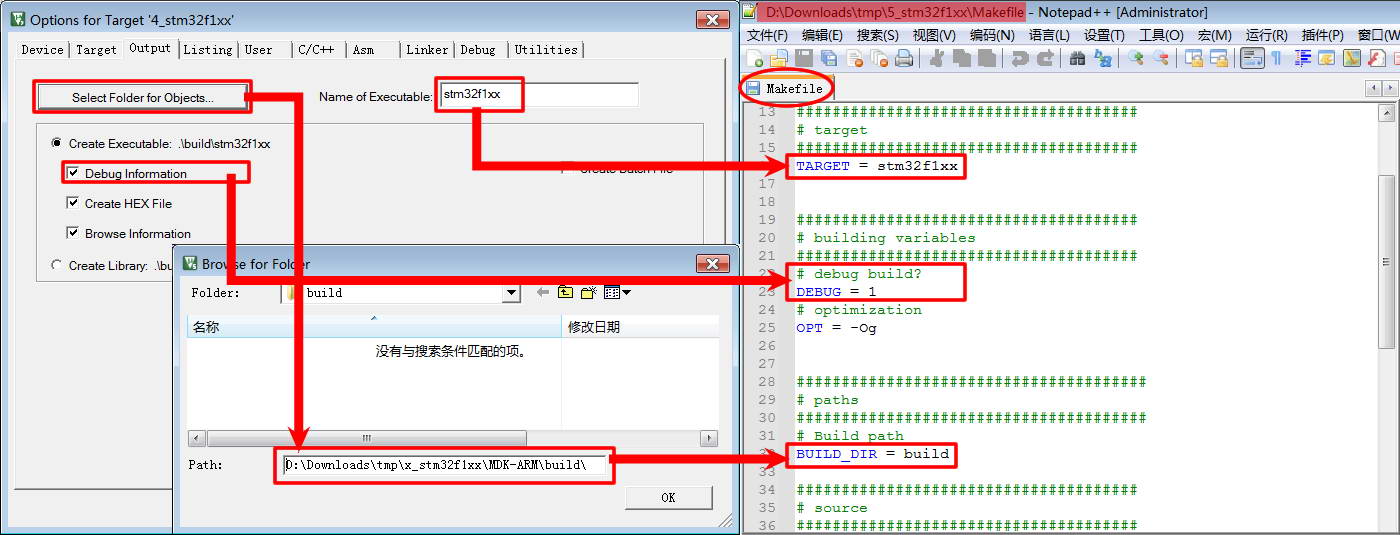 Options for Target '4_stm32f1xx'
Device Target Output Listing User C/C++ Asm Linker Debug Utilities
Select Folder for Objects...
Name of Executable: stm32f1xx
Create Executable: .\build\stm32f1xx
Debug Information
Create Batch File
Create HEX File
Browse Information
Create Library: .\bu
Browse for Folder
Folder: build
名称 修改日期
没有与搜索条件匹配的项。
Path: D:\Downloads\tmp\x_stm32f1xx\MDK-ARM\build\
OK
D:\Downloads\tmp\5_stm32f1xx\Makefile - Notepad++ [Administrator]
文件(F) 编辑(E) 搜索(S) 视图(V) 编码(N) 语言(L) 设置(T) 工具(O) 宏(M) 运行(R) 插件(P) 窗口(W
Makefile
13 ######################################
14 # target
15 ######################################
TARGET = stm32f1xx
17
18
19 ######################################
20 # building variables
21 ######################################
22 # debug build?
23 DEBUG = 1
24 # optimization
25 OPT = -Og
26
27
28 #######################################
29 # paths
30 #######################################
31 # Build path
32 BUILD_DIR = build
33
34 ######################################
35 # source
36 ######################################